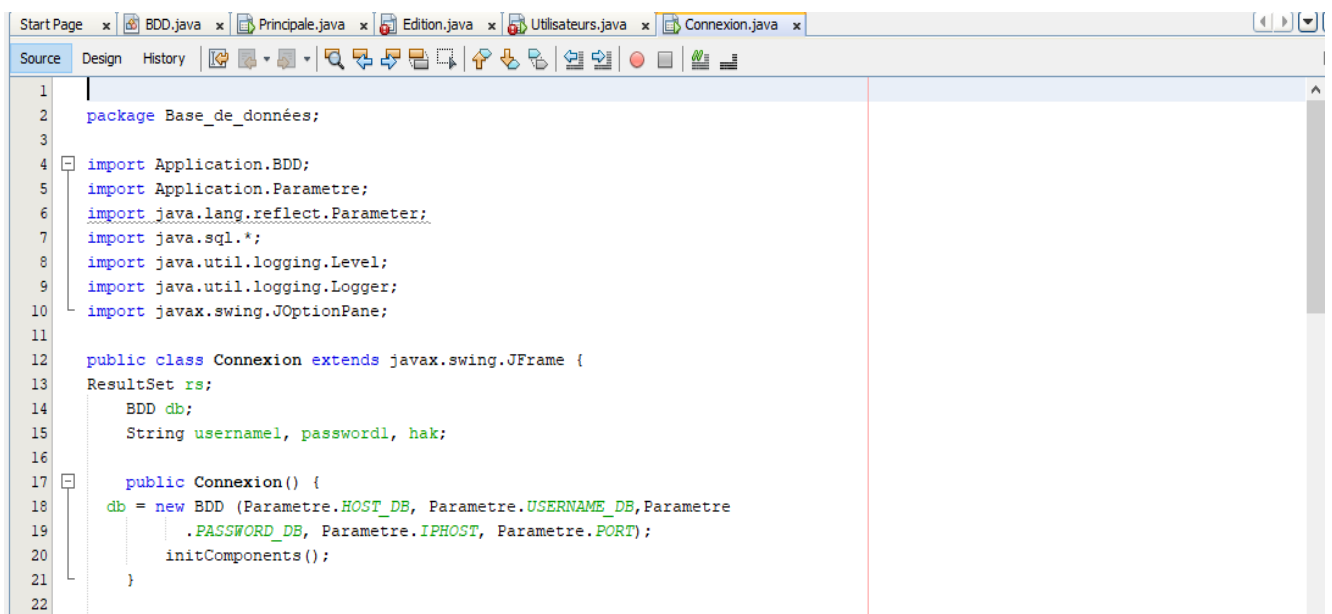 Start Page x BDD.java x Principale.java x Edition.java x Utilisateurs.java x Connexion.java x
Source Design History
1
2 package Base_de_données;
3
4 import Application.BDD;
5 import Application.Parametre;
6 import java.lang.reflect.Parameter;
7 import java.sql.*;
8 import java.util.logging.Level;
9 import java.util.logging.Logger;
10 import javax.swing.JOptionPane;
11
12 public class Connexion extends javax.swing.JFrame {
13 ResultSet rs;
14 BDD db;
15 String username1, password1, hak;
16
17 public Connexion() {
18 db = new BDD (Parametre.HOST_DB, Parametre.USERNAME_DB,Parametre
19 .PASSWORD_DB, Parametre.IPHOST, Parametre.PORT);
20 initComponents();
21 }
22